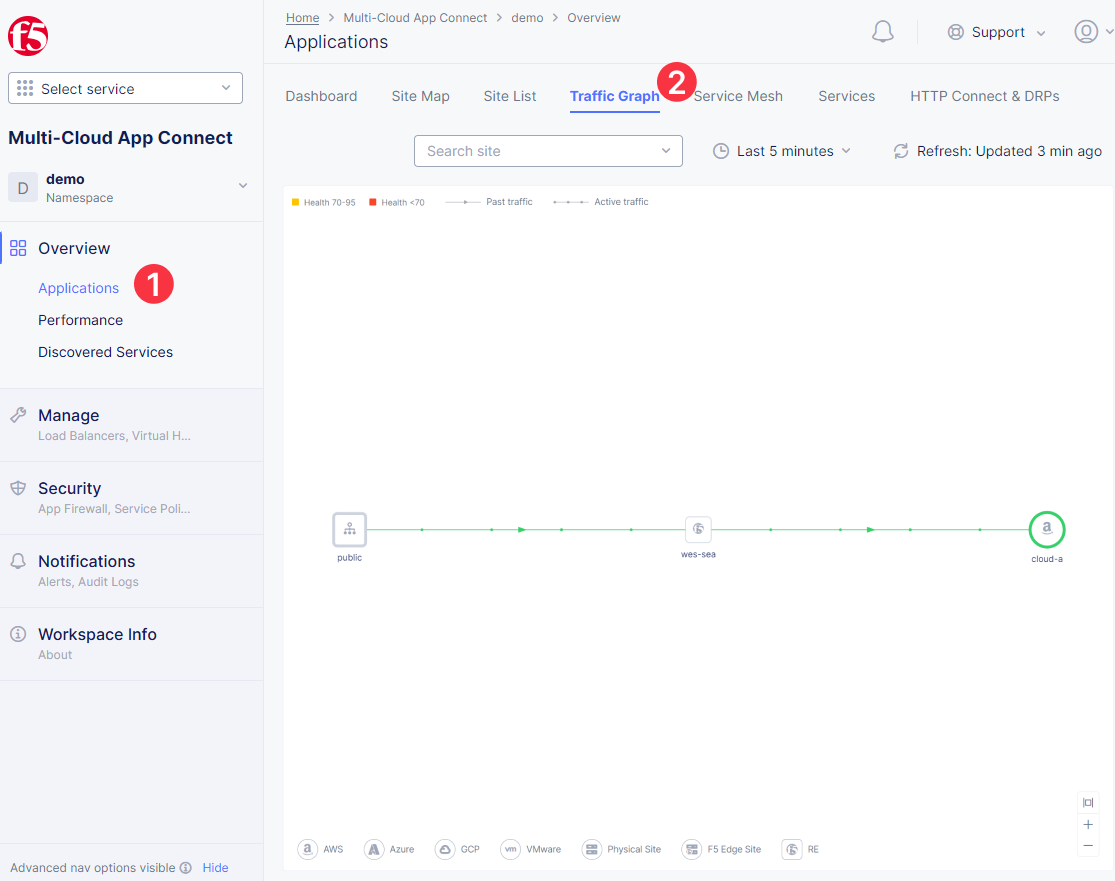 f5
Select service
Multi-Cloud App Connect
D
demo
Namespace
Overview
Applications
1
Performance
Discovered Services
Manage
Load Balancers, Virtual H...
Security
App Firewall, Service Poli...
Notifications
Alerts, Audit Logs
Workspace Info
About
Advanced nav options visible
Hide
Home > Multi-Cloud App Connect > demo > Overview
Applications
Support
Dashboard Site Map Site List Traffic Graph 2 Service Mesh Services HTTP Connect & DRPs
Search site
Last 5 minutes
Refresh: Updated 3 min ago
Health 70-95 Health <70 Past traffic Active traffic
public
f5
wes-sea
a
cloud-a
a AWS A Azure GCP vm VMware Physical Site F5 Edge Site f5 RE
+
−